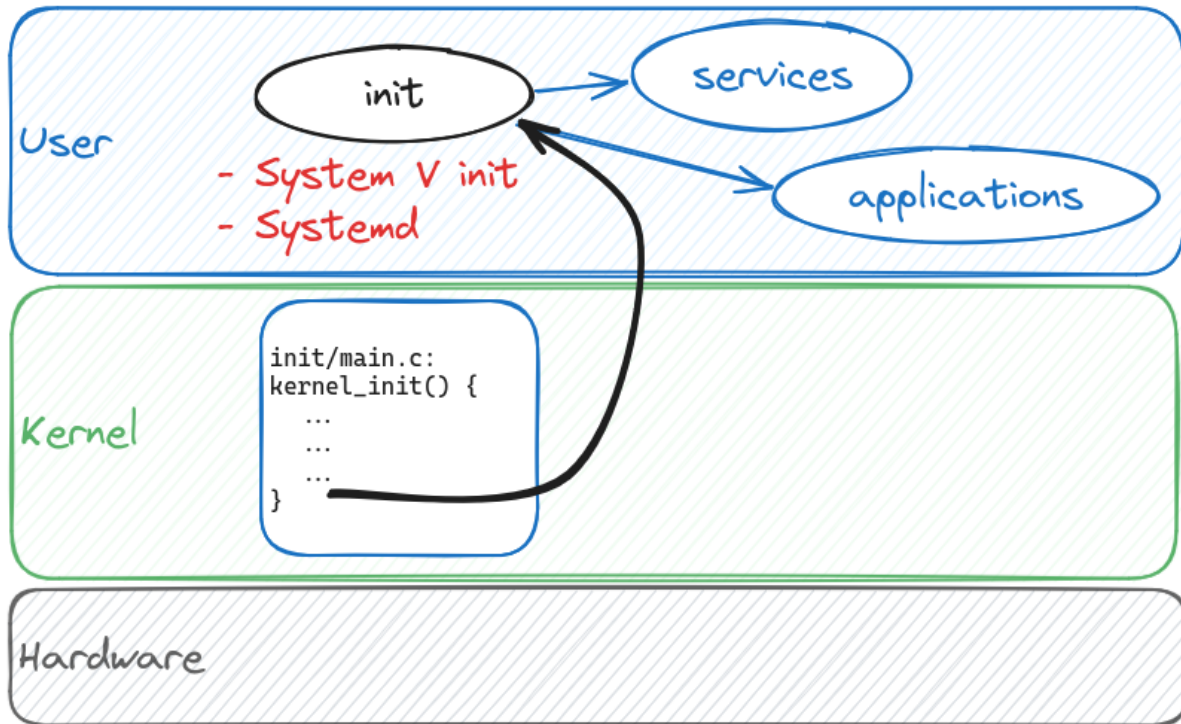 init
services
User
- System V init
- Systemd
applications
init/main.c:
kernel_init() {
...
...
...
}
Kernel
Hardware